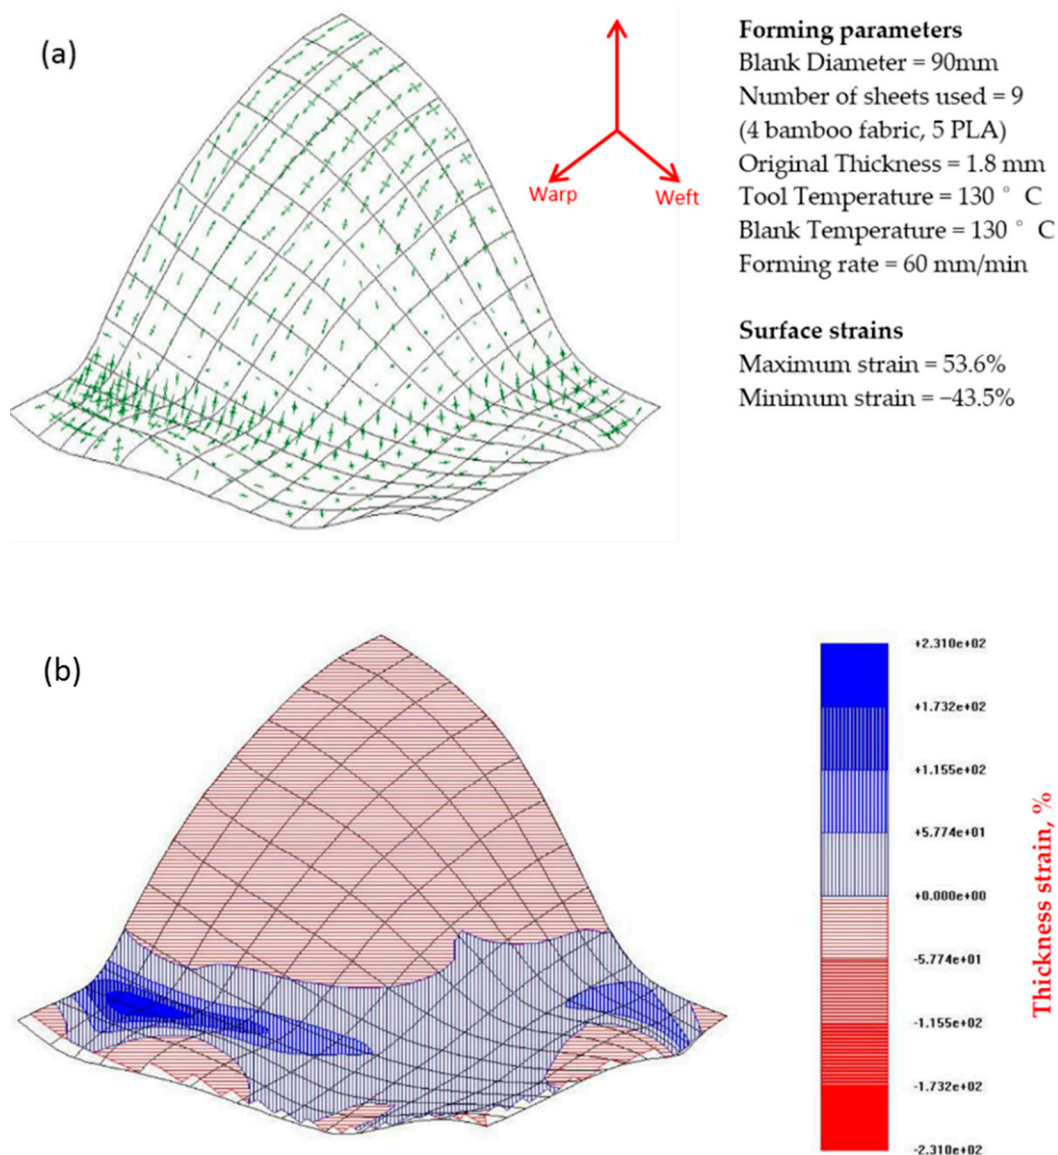 (a)
Warp
Weft
Forming parameters
Blank Diameter = 90mm
Number of sheets used = 9
(4 bamboo fabric, 5 PLA)
Original Thickness = 1.8 mm
Tool Temperature = 130 ° C
Blank Temperature = 130 ° C
Forming rate = 60 mm/min
Surface strains
Maximum strain = 53.6%
Minimum strain = –43.5%
(b)
+2.310e+02
+1.732e+02
+1.155e+02
+5.774e+01
+0.000e+00
-5.774e+01
-1.155e+02
-1.732e+02
-2.310e+02
Thickness strain, %